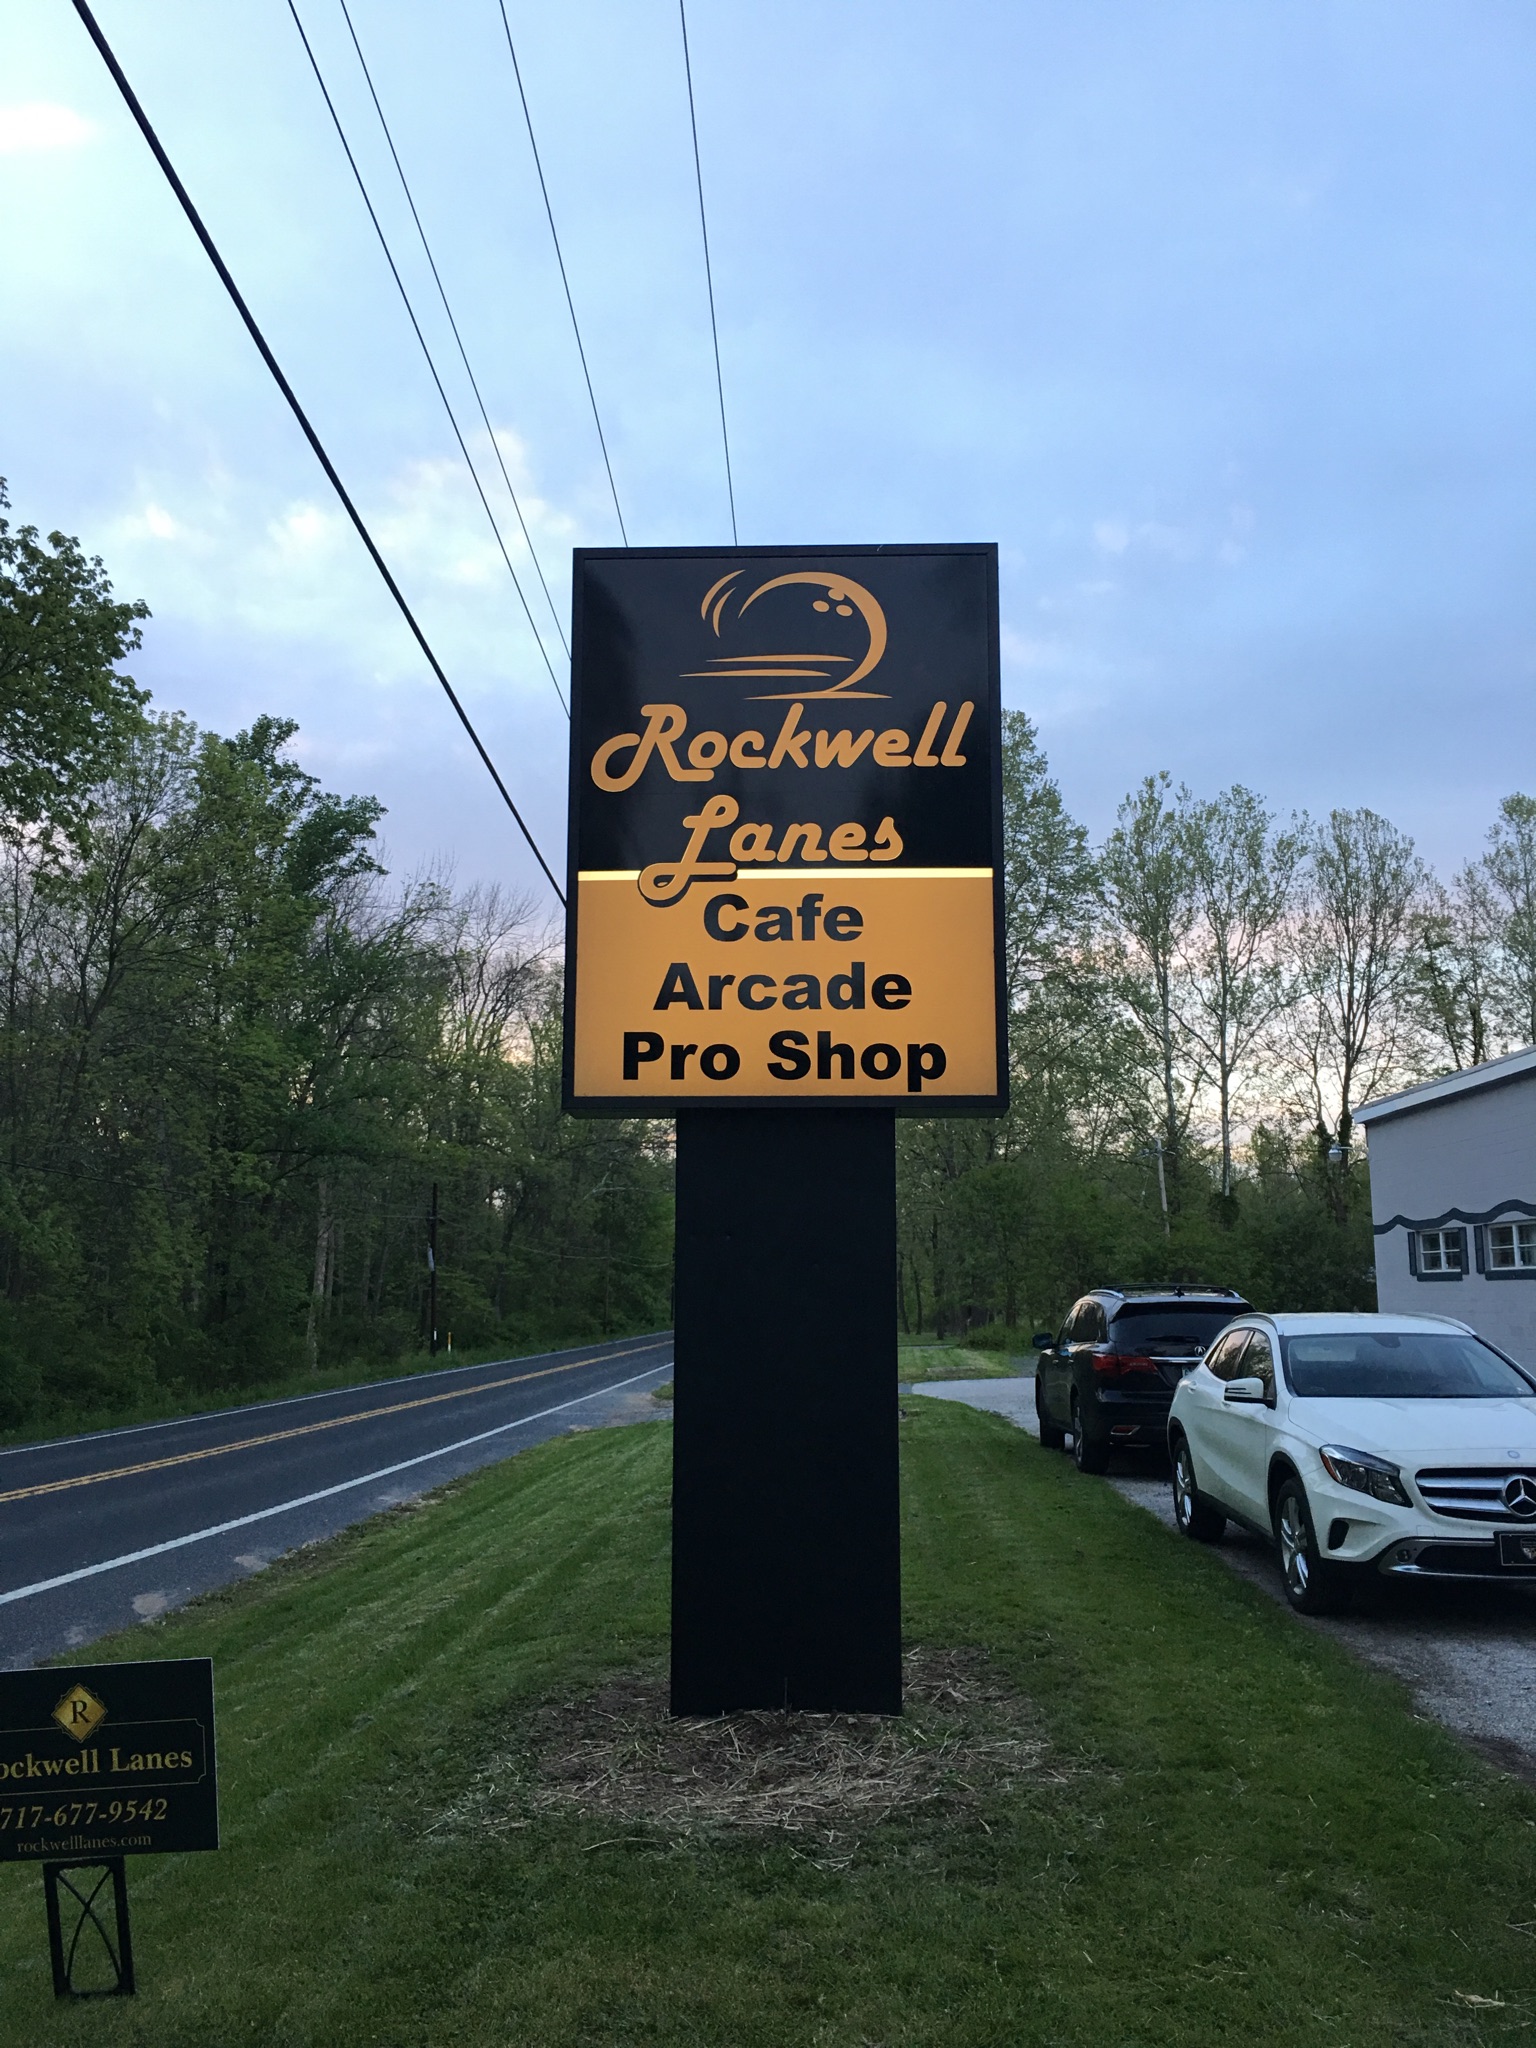 Rockwell
Lanes
Cafe
Arcade
Pro Shop
R
ockwell Lanes
717-677-9542
rockwelllanes.com